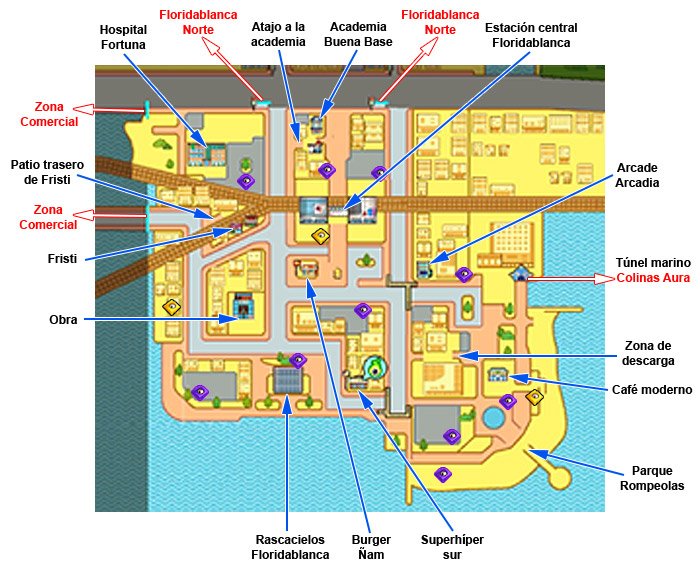 Floridablanca
Norte
Hospital
Fortuna
Atajo a la
academia
Academia
Buena Base
Floridablanca
Norte
Estación central
Floridablanca
Zona
Comercial
Patio trasero
de Fristi
Zona
Comercial
Fristi
Obra
Arcade
Arcadia
Túnel marino
Colinas Aura
Zona de
descarga
Café moderno
Parque
Rompeolas
Rascacielos
Floridablanca
Burger
Ñam
Superhíper
sur